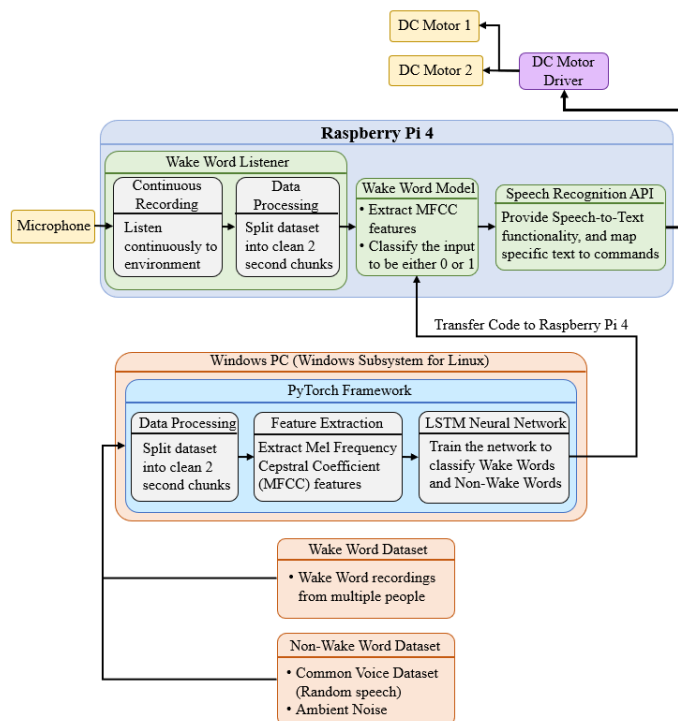 DC Motor 1
DC Motor 2
DC Motor
Driver
Raspberry Pi 4
Wake Word Listener
Continuous
Recording
Listen
continuously to
environment
Data
Processing
Split dataset
into clean 2
second chunks
Wake Word Model
• Extract MFCC
features
• Classify the input
to be either 0 or 1
Speech Recognition API
Provide Speech-to-Text
functionality, and map
specific text to commands
Microphone
Transfer Code to Raspberry Pi 4
Windows PC (Windows Subsystem for Linux)
PyTorch Framework
Data Processing
Split dataset
into clean 2
second chunks
Feature Extraction
Extract Mel Frequency
Cepstral Coefficient
(MFCC) features
LSTM Neural Network
Train the network to
classify Wake Words
and Non-Wake Words
Wake Word Dataset
• Wake Word recordings
from multiple people
Non-Wake Word Dataset
• Common Voice Dataset
(Random speech)
• Ambient Noise